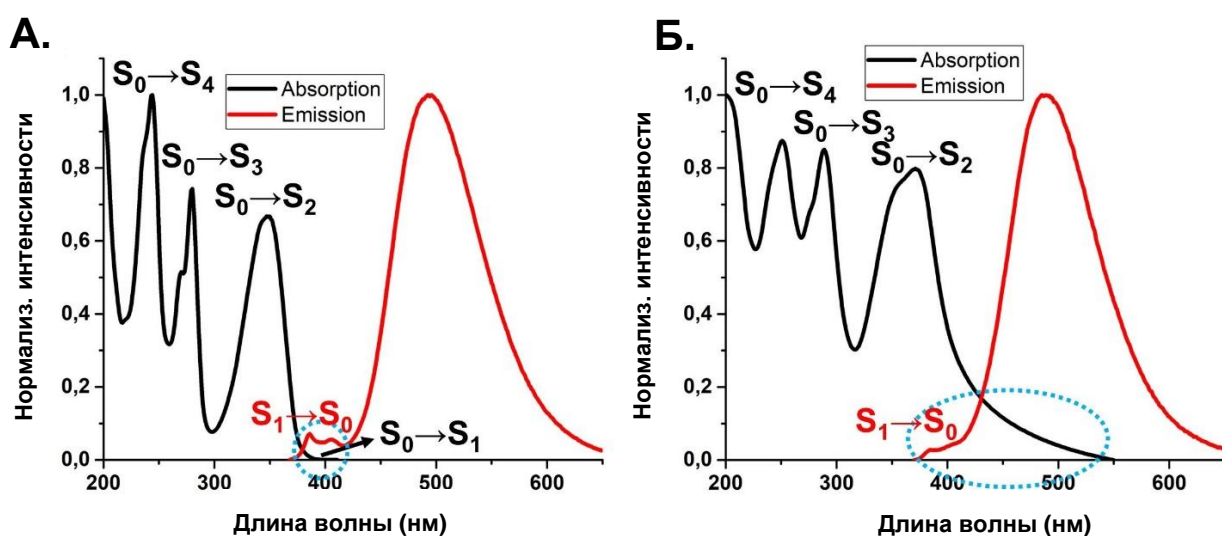 А.
Нормализ. интенсивности
1,0
0,8
0,6
0,4
0,2
0,0
S₀→S₄
S₀→S₃
S₀→S₂
Absorption
Emission
S₁→S₀
S₀→S₁
200
300
400
500
600
Длина волны (нм)
Б.
Нормализ. интенсивности
1,0
0,8
0,6
0,4
0,2
0,0
S₀→S₄
S₀→S₃
S₀→S₂
Absorption
Emission
S₁→S₀
200
300
400
500
600
Длина волны (нм)